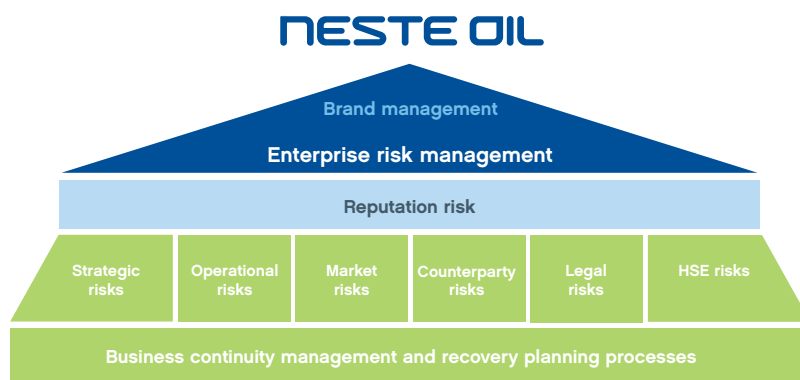 NESTE OIL
Brand management
Enterprise risk management
Reputation risk
Strategic
risks
Operational
risks
Market
risks
Counterparty
risks
Legal
risks
HSE risks
Business continuity management and recovery planning processes